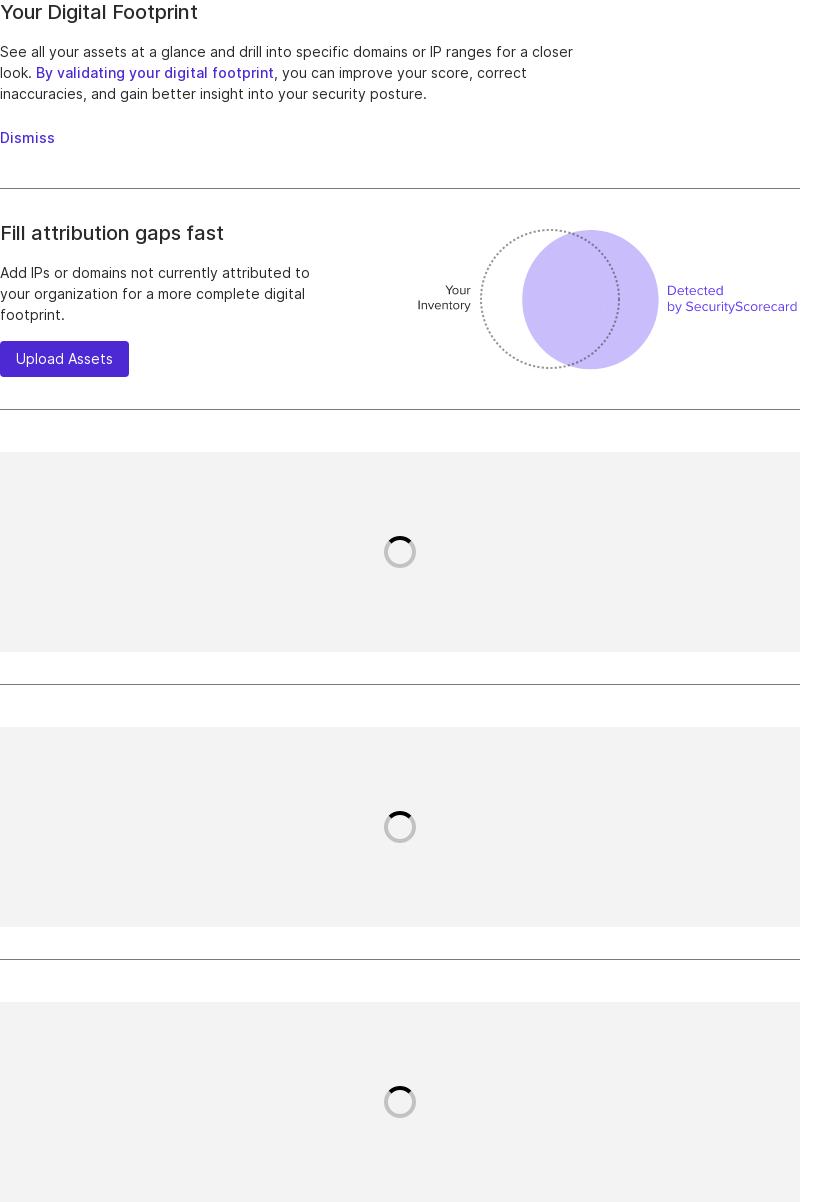 Your Digital Footprint
See all your assets at a glance and drill into specific domains or IP ranges for a closer
look. By validating your digital footprint, you can improve your score, correct
inaccuracies, and gain better insight into your security posture.
Dismiss
Fill attribution gaps fast
Add IPs or domains not currently attributed to
your organization for a more complete digital
footprint.
Upload Assets
Your
Inventory
Detected
by SecurityScorecard